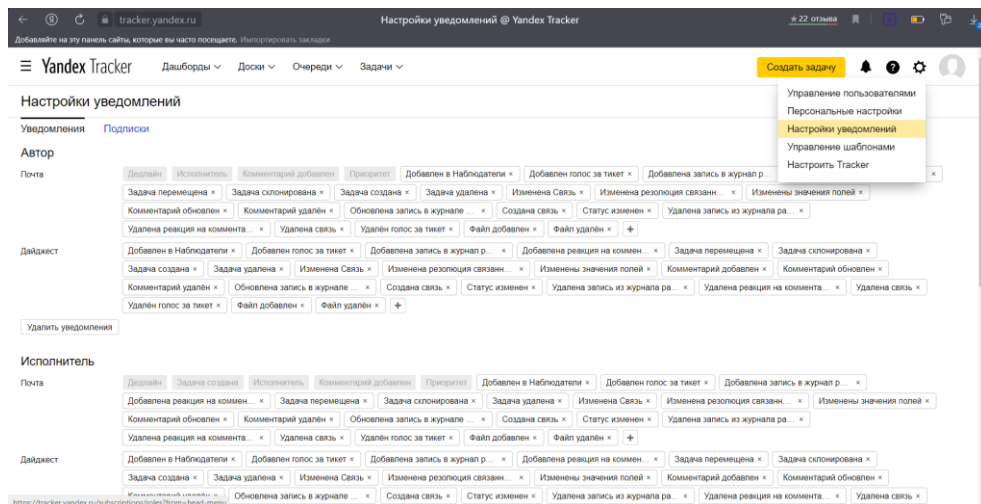 tracker.yandex.ru Настройки уведомлений @ Yandex Tracker ★ 22 отзыва
Добавляйте на эту панель сайты, которые вы часто посещаете. Импортировать закладки
Yandex Tracker Дашборды Доски Очереди Задачи Создать задачу
Настройки уведомлений
Управление пользователями
Персональные настройки
Настройки уведомлений
Управление шаблонами
Настроить Tracker
Уведомления Подписки
Автор
Почта Дедлайн Исполнитель Комментарий добавлен Приоритет Добавлен в Наблюдатели × Добавлен голос за тикет × Добавлена запись в журнал р... ×
Задача перемещена × Задача склонирована × Задача создана × Задача удалена × Изменена Связь × Изменена резолюция связанн... × Изменены значения полей ×
Комментарий обновлен × Комментарий удалён × Обновлена запись в журнале ... × Создана связь × Статус изменен × Удалена запись из журнала ра... ×
Удалена реакция на коммента... × Удалена связь × Удалён голос за тикет × Файл добавлен × Файл удалён × +
Дайджест Добавлен в Наблюдатели × Добавлен голос за тикет × Добавлена запись в журнал р... × Добавлена реакция на коммен... × Задача перемещена × Задача склонирована ×
Задача создана × Задача удалена × Изменена Связь × Изменена резолюция связанн... × Изменены значения полей × Комментарий добавлен × Комментарий обновлен ×
Комментарий удалён × Обновлена запись в журнале ... × Создана связь × Статус изменен × Удалена запись из журнала ра... × Удалена реакция на коммента... × Удалена связь ×
Удалён голос за тикет × Файл добавлен × Файл удалён × +
Удалить уведомления
Исполнитель
Почта Дедлайн Задача создана Исполнитель Комментарий добавлен Приоритет Добавлен в Наблюдатели × Добавлен голос за тикет × Добавлена запись в журнал р... ×
Добавлена реакция на коммен... × Задача перемещена × Задача склонирована × Задача удалена × Изменена Связь × Изменена резолюция связанн... × Изменены значения полей ×
Комментарий обновлен × Комментарий удалён × Обновлена запись в журнале ... × Создана связь × Статус изменен × Удалена запись из журнала ра... ×
Удалена реакция на коммента... × Удалена связь × Удалён голос за тикет × Файл добавлен × Файл удалён × +
Дайджест Добавлен в Наблюдатели × Добавлен голос за тикет × Добавлена запись в журнал р... × Добавлена реакция на коммен... × Задача перемещена × Задача склонирована ×
Задача создана × Задача удалена × Изменена Связь × Изменена резолюция связанн... × Изменены значения полей × Комментарий добавлен × Комментарий обновлен ×
Комментарий удалён × Обновлена запись в журнале ... × Создана связь × Статус изменен × Удалена запись из журнала ра... × Удалена реакция на коммента... × Удалена связь ×
https://tracker.yandex.ru/subscriptions/roles?from=head-menu